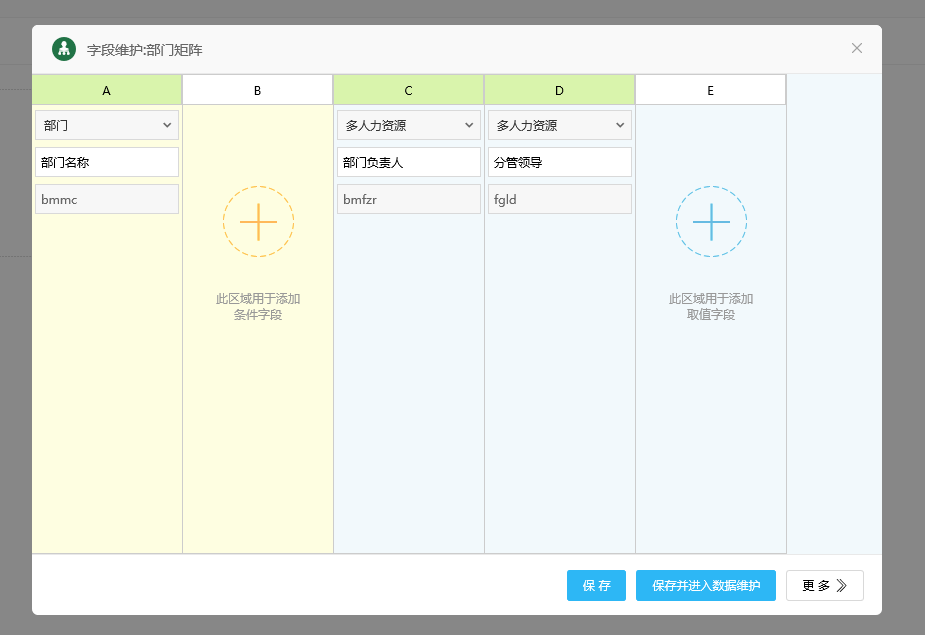 字段维护:部门矩阵
A B C D E
部门 多人力资源 多人力资源
部门名称 部门负责人 分管领导
bmmc bmfzr fgld
此区域用于添加 此区域用于添加
条件字段 取值字段
保 存 保存并进入数据维护 更 多